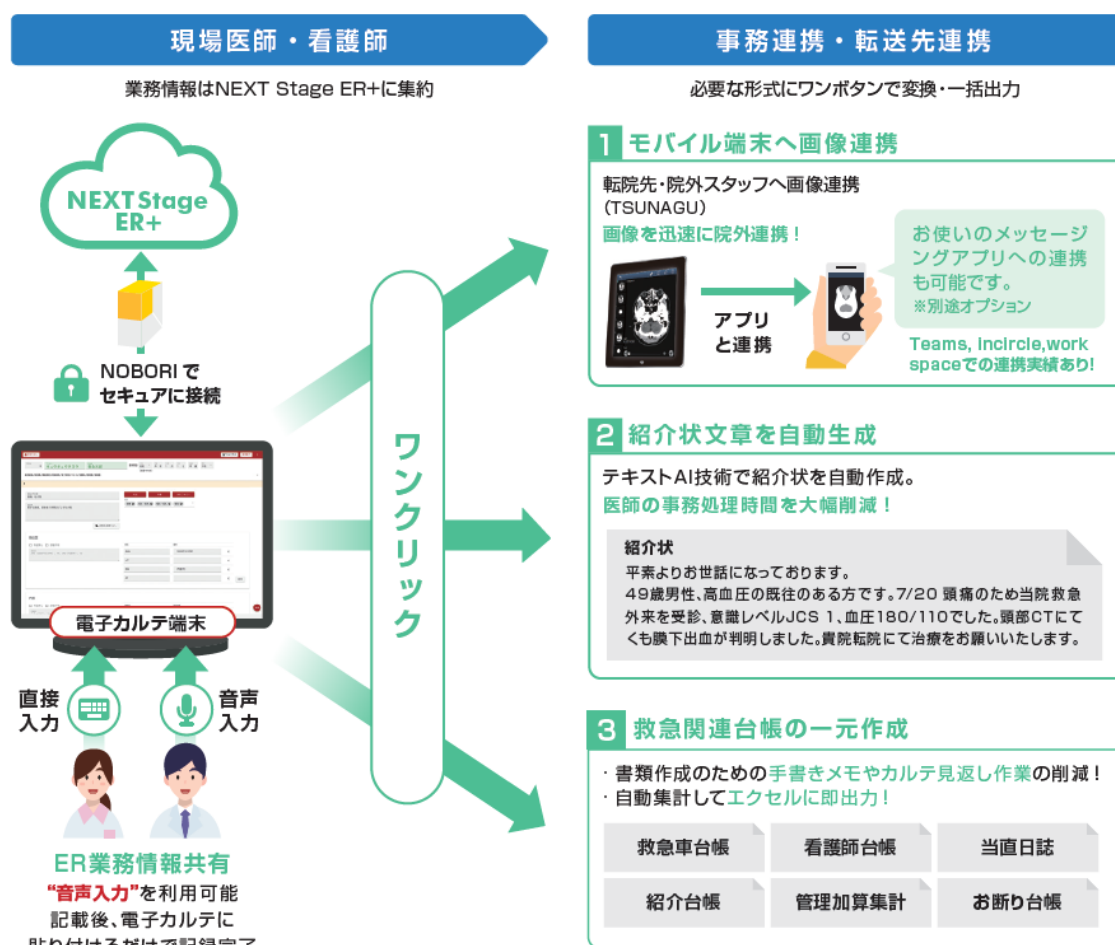 現場医師・看護師
業務情報はNEXT Stage ER+に集約
NEXT Stage
ER+
NOBORIで
セキュアに接続
電子カルテ端末
直接
入力
音声
入力
ER業務情報共有
“音声入力”を利用可能
記載後、電子カルテに
貼り付けるだけで記録完了
ワンクリック
事務連携・転送先連携
必要な形式にワンボタンで変換・一括出力
1 モバイル端末へ画像連携
転院先・院外スタッフへ画像連携
(TSUNAGU)
画像を迅速に院外連携！
アプリ
と連携
お使いのメッセージ
ングアプリへの連携
も可能です。
※別途オプション
Teams, incircle,work
spaceでの連携実績あり!
2 紹介状文章を自動生成
テキストAI技術で紹介状を自動作成。
医師の事務処理時間を大幅削減！
紹介状
平素よりお世話になっております。
49歳男性、高血圧の既往のある方です。7/20 頭痛のため当院救急
外来を受診、意識レベルJCS 1、血圧180/110でした。頭部CTにて
くも膜下出血が判明しました。貴院転院にて治療をお願いいたします。
3 救急関連台帳の一元作成
・書類作成のための手書きメモやカルテ見返し作業の削減！
・自動集計してエクセルに即出力！
救急車台帳
看護師台帳
当直日誌
紹介台帳
管理加算集計
お断り台帳